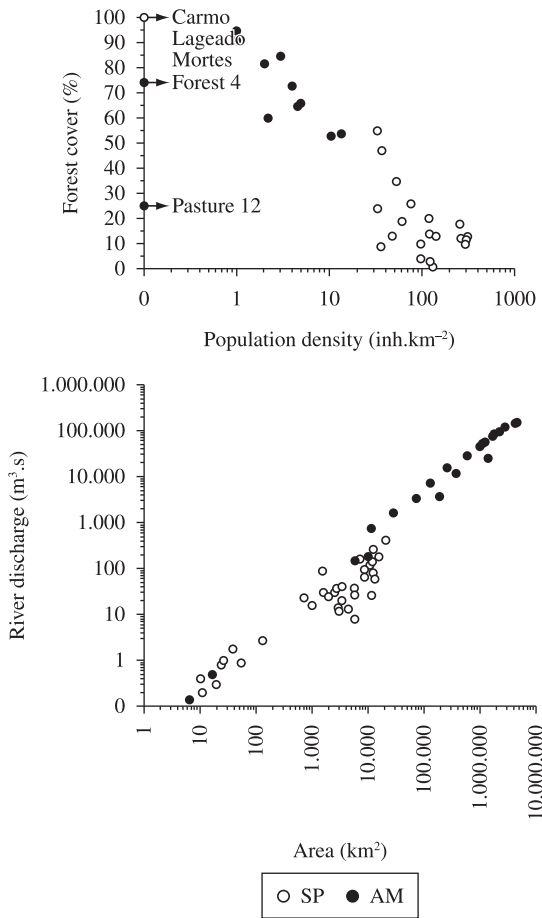 100
90
80
70
60
50
40
30
20
10
0
Forest cover (%)
Carmo
Lageado
Mortes
Forest 4
Pasture 12
0 1 10 100 1000
Population density (inh.km⁻²)
1.000.000
100.000
10.000
1.000
100
10
1
0
River discharge (m³.s)
1 10 100 1.000 10.000 100.000 1.000.000 10.000.000
Area (km²)
SP AM